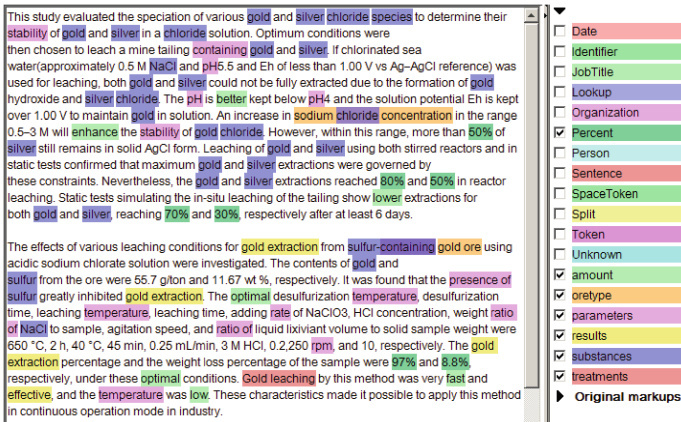 This study evaluated the speciation of various gold and silver chloride species to determine their
stability of gold and silver in a chloride solution. Optimum conditions were
then chosen to leach a mine tailing containing gold and silver. If chlorinated sea
water(approximately 0.5 M NaCl and pH5.5 and Eh of less than 1.00 V vs Ag–AgCl reference) was
used for leaching, both gold and silver could not be fully extracted due to the formation of gold
hydroxide and silver chloride. The pH is better kept below pH4 and the solution potential Eh is kept
over 1.00 V to maintain gold in solution. An increase in sodium chloride concentration in the range
0.5–3 M will enhance the stability of gold chloride. However, within this range, more than 50% of
silver still remains in solid AgCl form. Leaching of gold and silver using both stirred reactors and in
static tests confirmed that maximum gold and silver extractions were governed by
these constraints. Nevertheless, the gold and silver extractions reached 80% and 50% in reactor
leaching. Static tests simulating the in-situ leaching of the tailing show lower extractions for
both gold and silver, reaching 70% and 30%, respectively after at least 6 days.
The effects of various leaching conditions for gold extraction from sulfur-containing gold ore using
acidic sodium chlorate solution were investigated. The contents of gold and
sulfur from the ore were 55.7 g/ton and 11.67 wt %, respectively. It was found that the presence of
sulfur greatly inhibited gold extraction. The optimal desulfurization temperature, desulfurization
time, leaching temperature, leaching time, adding rate of NaClO3, HCl concentration, weight ratio
of NaCl to sample, agitation speed, and ratio of liquid lixiviant volume to solid sample weight were
650 °C, 2 h, 40 °C, 45 min, 0.25 mL/min, 3 M HCl, 0.2,250 rpm, and 10, respectively. The gold
extraction percentage and the weight loss percentage of the sample were 97% and 8.8%,
respectively, under these optimal conditions. Gold leaching by this method was very fast and
effective, and the temperature was low. These characteristics made it possible to apply this method
in continuous operation mode in industry.
Date
Identifier
JobTitle
Lookup
Organization
Percent
Person
Sentence
SpaceToken
Split
Token
Unknown
amount
oretype
parameters
results
substances
treatments
Original markups